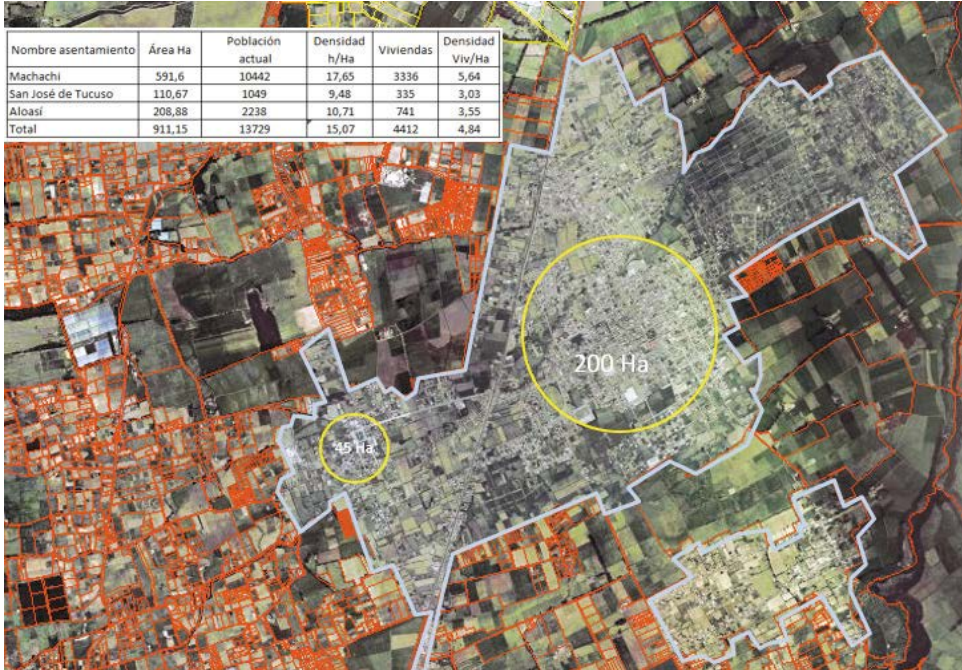 Nombre asentamiento Área Ha Población actual Densidad h/Ha Viviendas Densidad Viv/Ha
Machachi 591,6 10442 17,65 3336 5,64
San José de Tucuso 110,67 1049 9,48 335 3,03
Aloasí 208,88 2238 10,71 741 3,55
Total 911,15 13729 15,07 4412 4,84
200 Ha
45 Ha